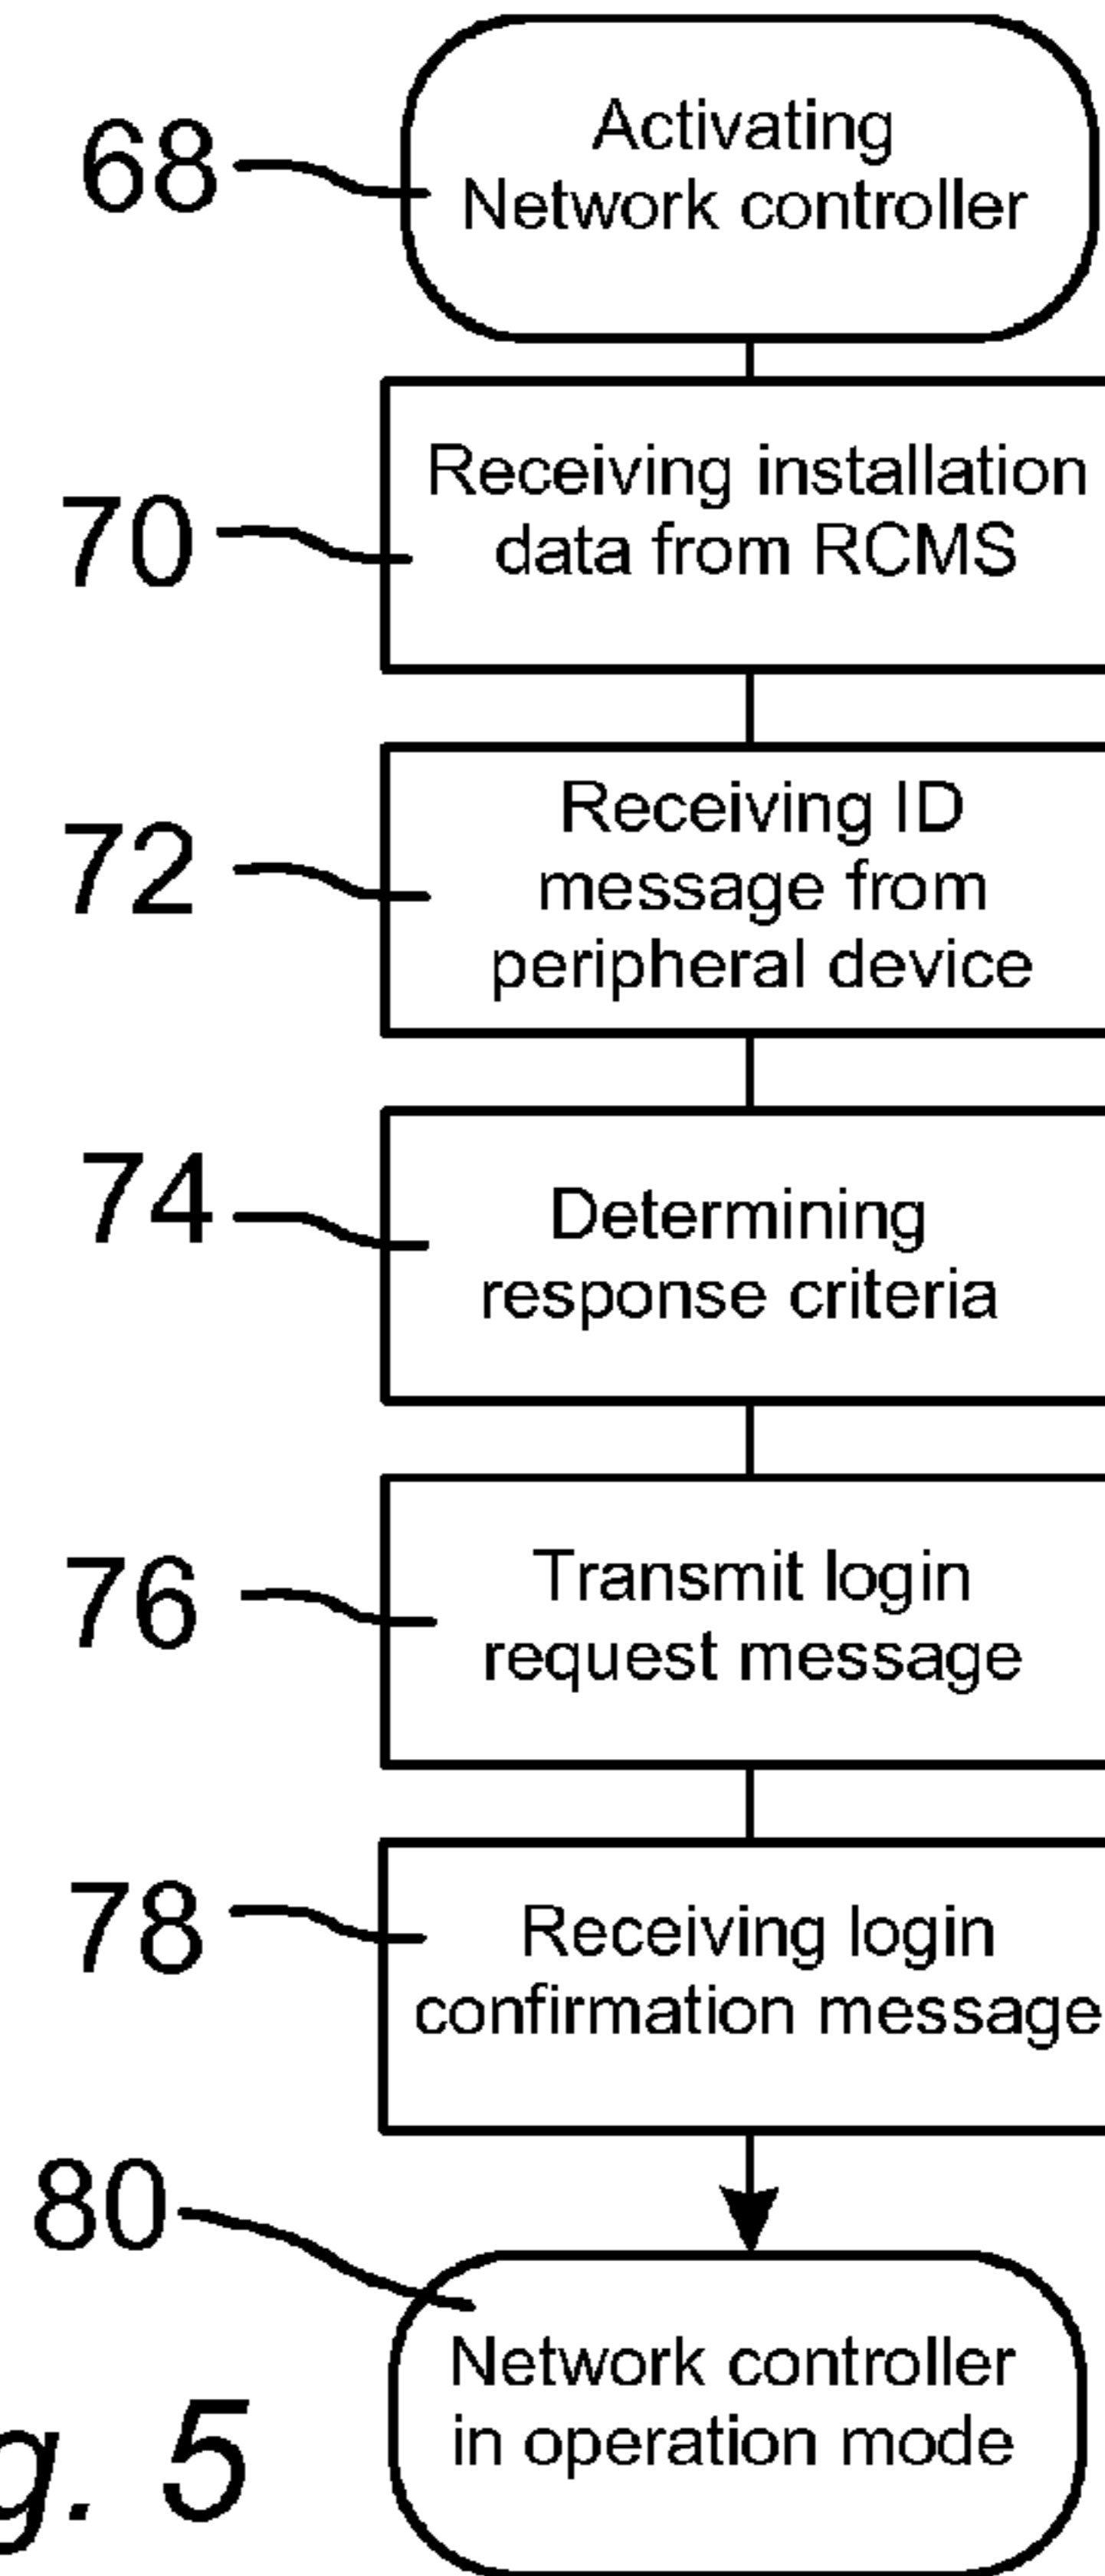 68
Activating
Network controller
70
Receiving installation
data from RCMS
72
Receiving ID
message from
peripheral device
74
Determining
response criteria
76
Transmit login
request message
78
Receiving login
confirmation message
80
Network controller
in operation mode
g. 5